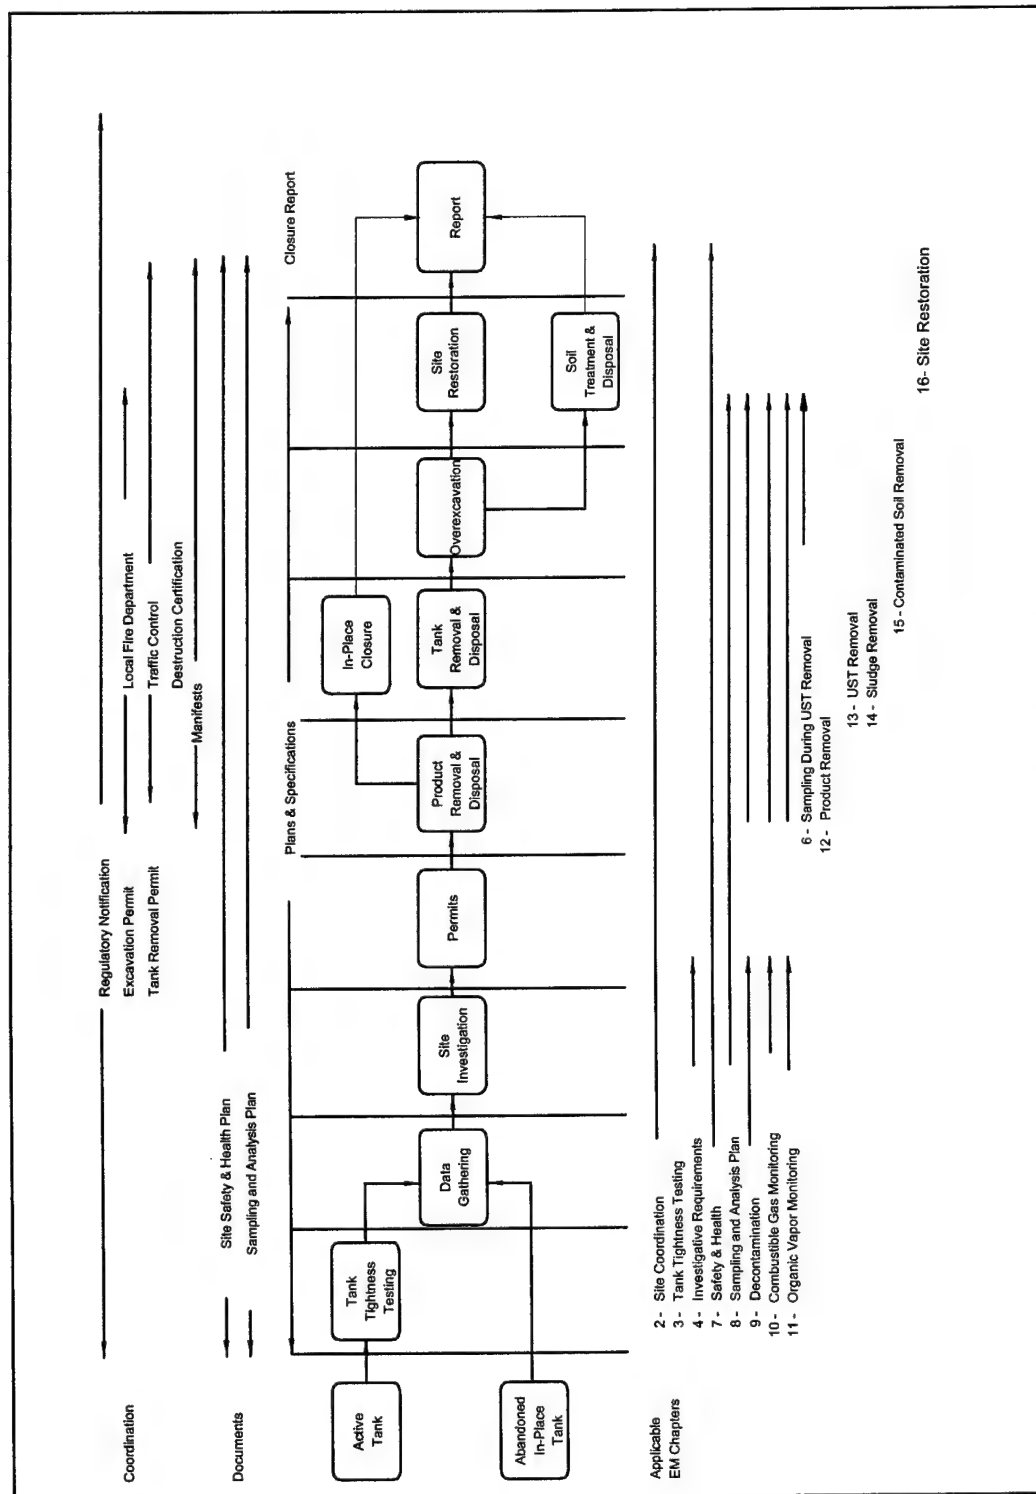 Coordination
Regulatory Notification
Excavation Permit
Local Fire Department
Tank Removal Permit
Traffic Control
Destruction Certification
Manifests
Documents
Site Safety & Health Plan
Sampling and Analysis Plan
Plans & Specifications
Closure Report
Active
Tank
Abandoned
In-Place
Tank
Tank
Tightness
Testing
Data
Gathering
Site
Investigation
Permits
Product
Removal &
Disposal
In-Place
Closure
Tank
Removal &
Disposal
Overexcavation
Site
Restoration
Soil
Treatment &
Disposal
Report
Applicable
EM Chapters
2 - Site Coordination
3 - Tank Tightness Testing
4 - Investigative Requirements
7 - Safety & Health
8 - Sampling and Analysis Plan
9 - Decontamination
10 - Combustible Gas Monitoring
11 - Organic Vapor Monitoring
6 - Sampling During UST Removal
12 - Product Removal
13 - UST Removal
14 - Sludge Removal
15 - Contaminated Soil Removal
16- Site Restoration